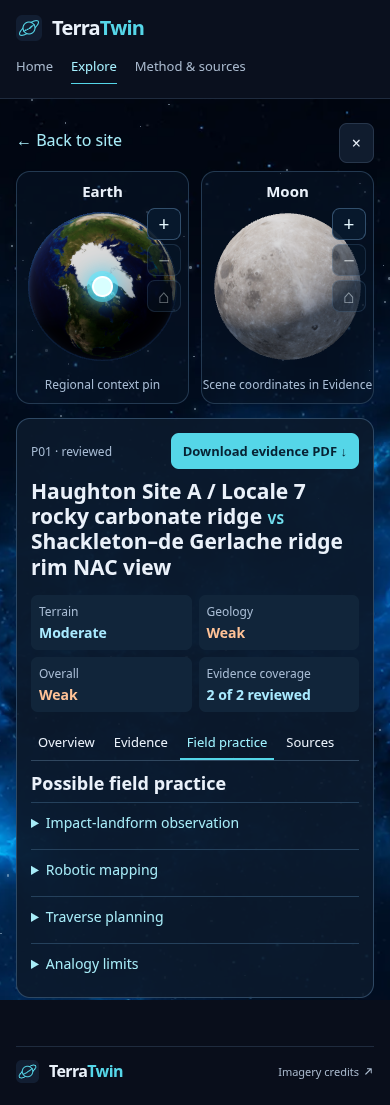 TerraTwin
Home Explore Method & sources
← Back to site
×
Earth
Moon
+
−
⌂
+
−
⌂
Regional context pin
Scene coordinates in Evidence
P01 · reviewed
Download evidence PDF ↓
Haughton Site A / Locale 7
rocky carbonate ridge VS
Shackleton–de Gerlache ridge
rim NAC view
Terrain
Moderate
Geology
Weak
Overall
Weak
Evidence coverage
2 of 2 reviewed
Overview Evidence Field practice Sources
Possible field practice
▶ Impact-landform observation
▶ Robotic mapping
▶ Traverse planning
▶ Analogy limits
TerraTwin
Imagery credits ↗